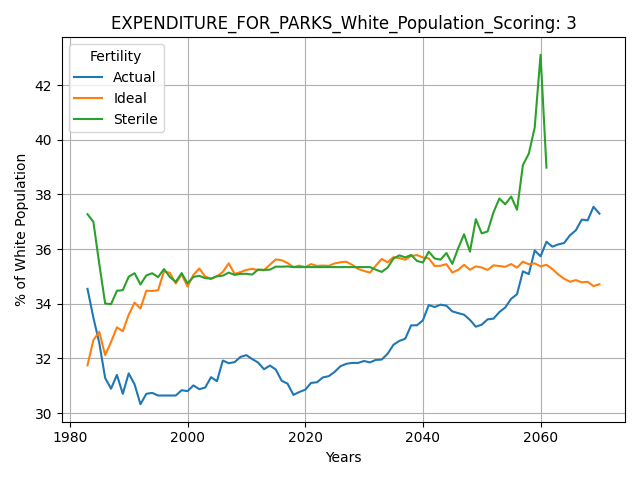 EXPENDITURE_FOR_PARKS_White_Population_Scoring: 3
Fertility
Actual
Ideal
Sterile
% of White Population
42
40
38
36
34
32
30
1980
2000
2020
2040
2060
Years